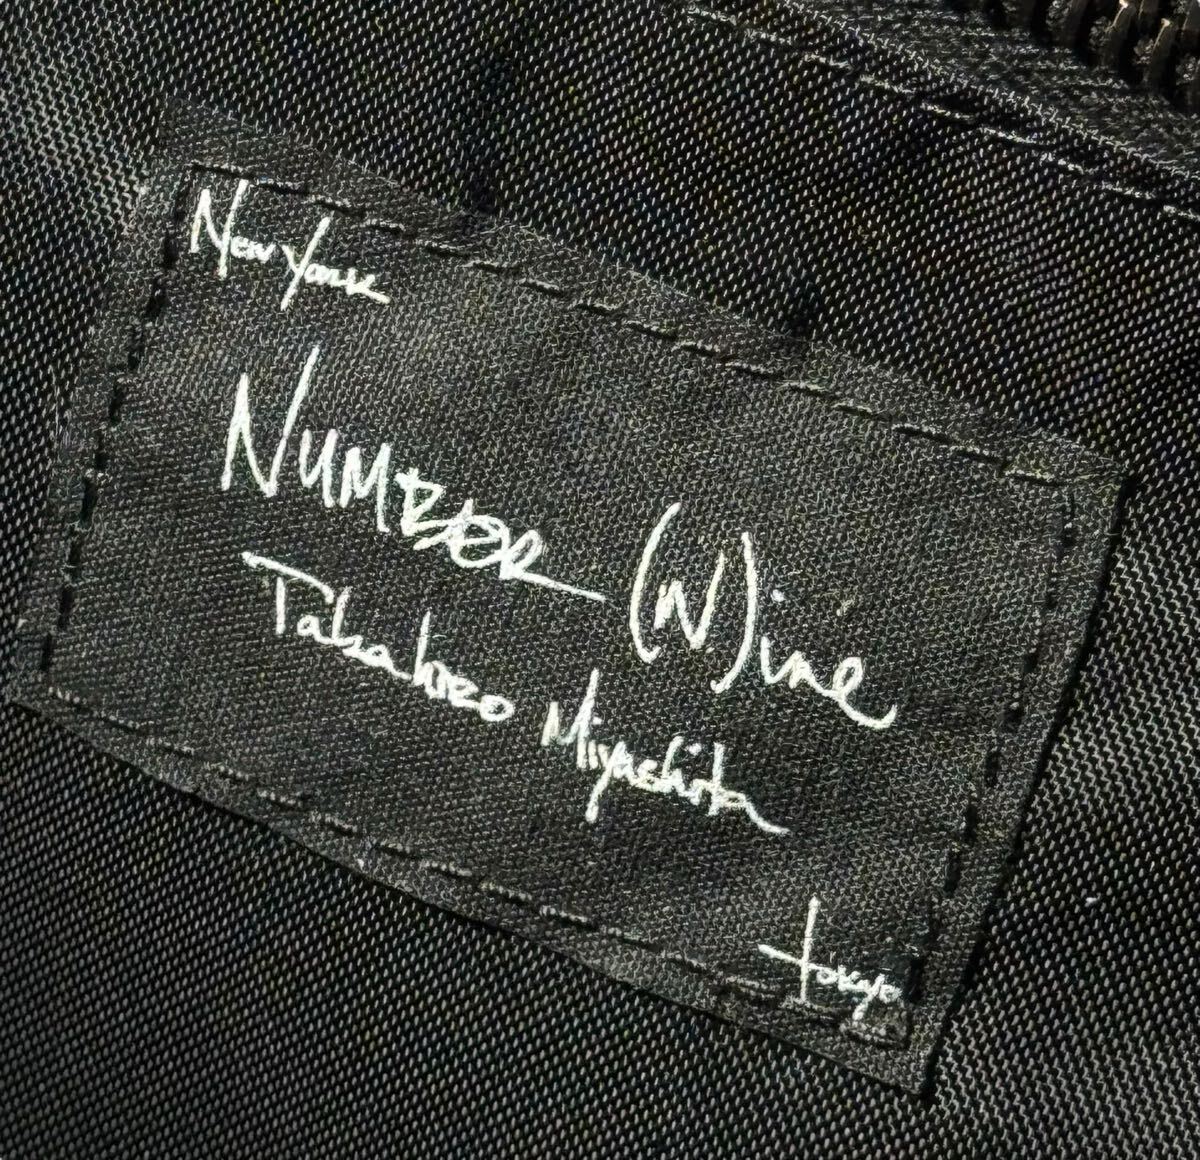 New York
NUMBER (N)ine
Takahiro Miyashita
tokyo